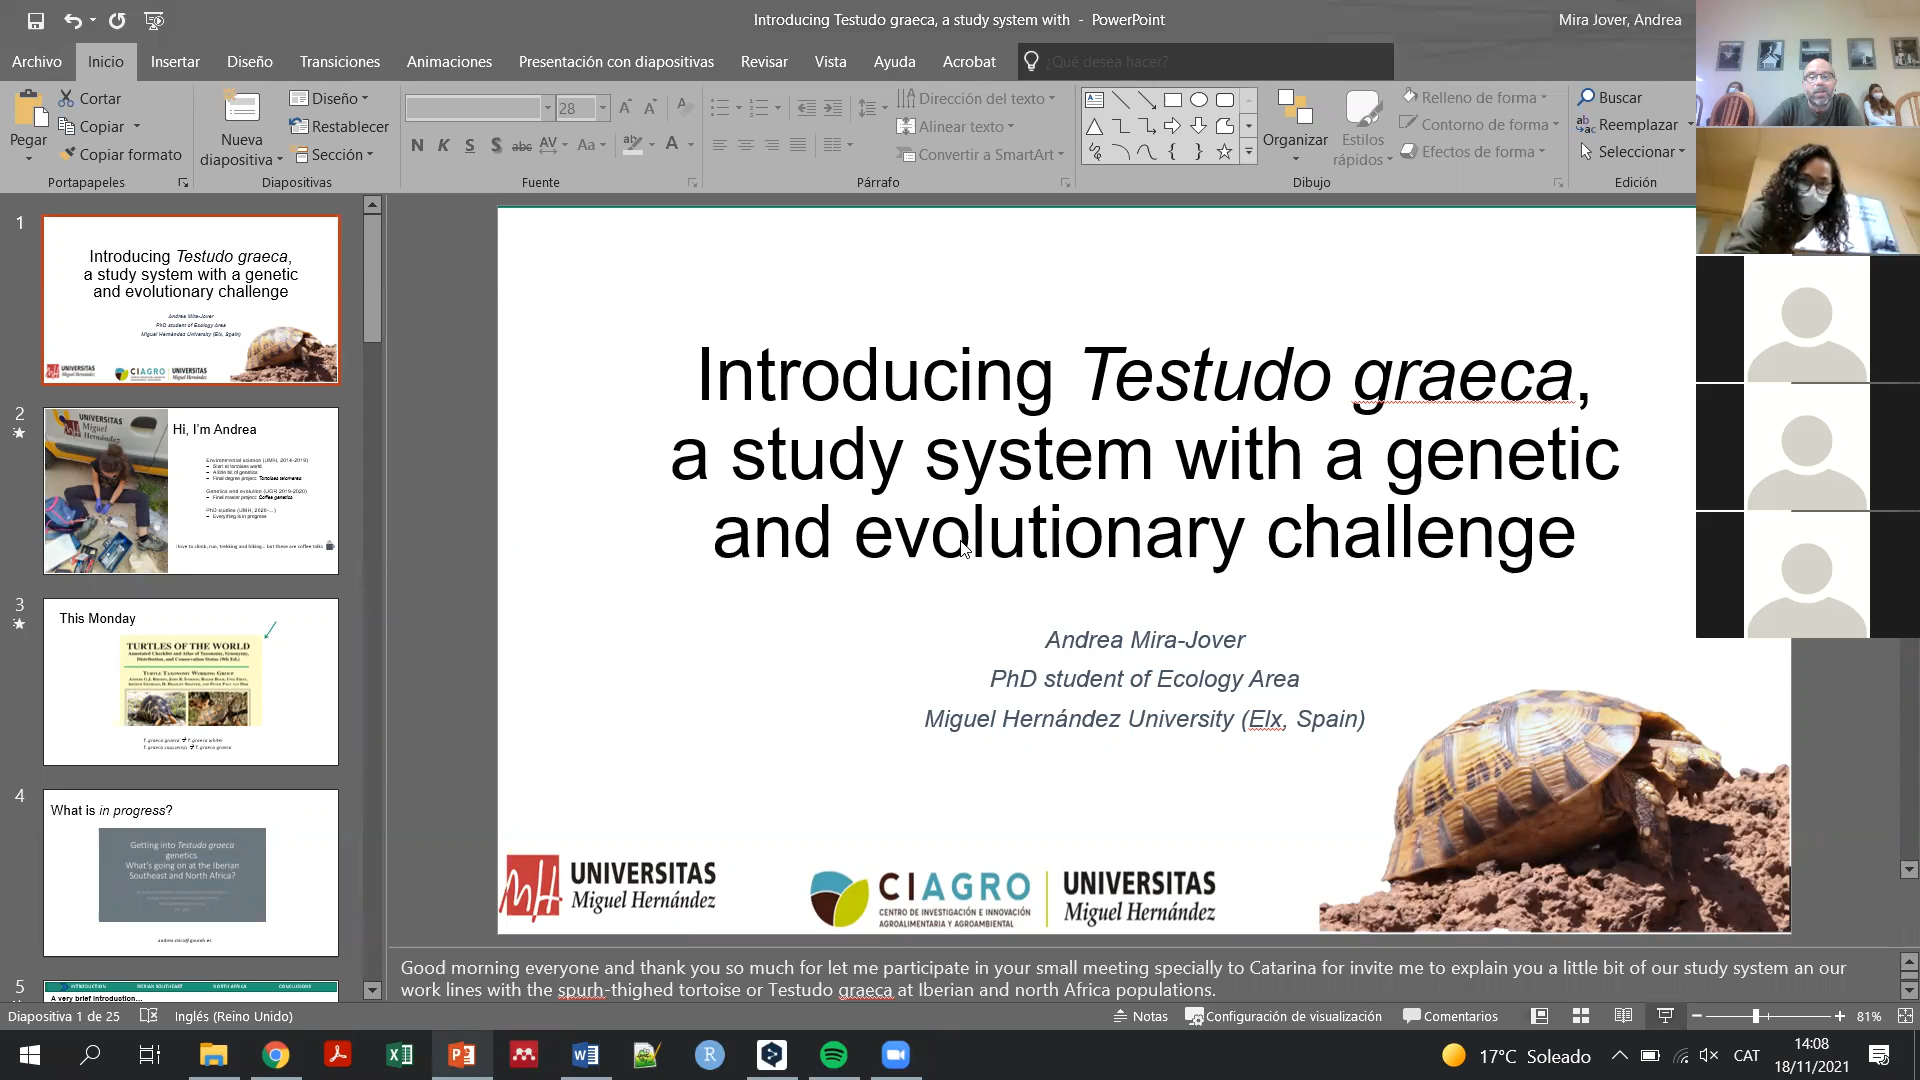 Introducing Testudo graeca, a study system with - PowerPoint
Mira Jover, Andrea
Archivo
Inicio
Insertar
Diseño
Transiciones
Animaciones
Presentación con diapositivas
Revisar
Vista
Ayuda
Acrobat
¿Qué desea hacer?
Pegar
Cortar
Copiar
Copiar formato
Portapapeles
Nueva
diapositiva
Diseño
Restablecer
Sección
Diapositivas
28
N K S S abc AV Aa A
Fuente
Dirección del texto
Alinear texto
Convertir a SmartArt
Párrafo
Organizar
Estilos
rápidos
Relleno de forma
Contorno de forma
Efectos de forma
Dibujo
Buscar
Reemplazar
Seleccionar
Edición
1
Introducing Testudo graeca,
a study system with a genetic
and evolutionary challenge
Andrea Mira-Jover
PhD student of Ecology Area
Miguel Hernández University (Elx, Spain)
UNIVERSITAS
Miguel Hernández
CIAGRO
UNIVERSITAS
Miguel Hernández
2
UNIVERSITAS
Miguel
Hernández
Hi, I'm Andrea
Environmental science (UMH, 2014-2019)
Start at tortoises world
A little bit of genetics
Final degree project: Tortoises telomeres
Genetics and evolution (UGR 2019-2020)
Final master project: Coffee genetics
PhD studies (UMH, 2020-...)
Everything is in progress
I love to climb, run, trekking and biking... but there are coffee talks
3
This Monday
TURTLES OF THE WORLD
Annotated Checklist and Atlas of Taxonomy, Synonymy,
Distribution, and Conservation Status (9th Ed.)
TURTLE TAXONOMY WORKING GROUP
4
What is in progress?
Getting into Testudo graeca
genetics.
What's going on at the Iberian
Southeast and North Africa?
andrea.mira@goumh.es
5
INTRODUCTION
IBERIAN SOUTHEAST
NORTH AFRICA
CONCLUSIONS
A very brief introduction...
Introducing Testudo graeca,
a study system with a genetic
and evolutionary challenge
Andrea Mira-Jover
PhD student of Ecology Area
Miguel Hernández University (Elx, Spain)
UNIVERSITAS
Miguel Hernández
CIAGRO
CENTRO DE INVESTIGACIÓN E INNOVACIÓN
AGROALIMENTARIA Y AGROAMBIENTAL
UNIVERSITAS
Miguel Hernández
Good morning everyone and thank you so much for let me participate in your small meeting specially to Catarina for invite me to explain you a little bit of our study system an our
work lines with the spurh-thighed tortoise or Testudo graeca at Iberian and north Africa populations.
Diapositiva 1 de 25
Inglés (Reino Unido)
Notas
Configuración de visualización
Comentarios
81%
17°C Soleado
CAT
14:08
18/11/2021